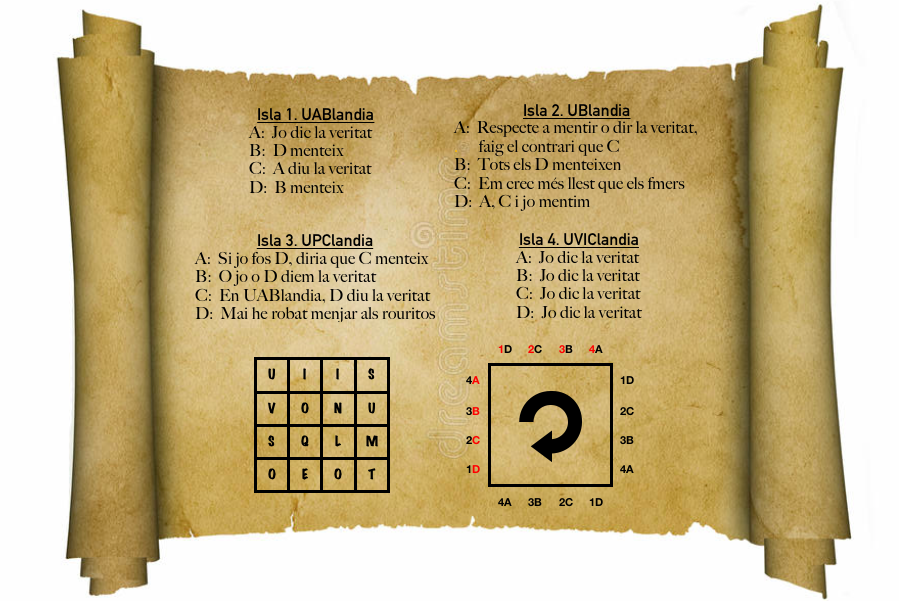 Isla 1. UABlandia
A: Jo dic la veritat
B: D menteix
C: A diu la veritat
D: B menteix
Isla 2. UBlandia
A: Respecte a mentir o dir la veritat,
faig el contrari que C
B: Tots els D menteixen
C: Em crec més llest que els fmers
D: A, C i jo mentim
Isla 3. UPClandia
A: Si jo fos D, diria que C menteix
B: O jo o D diem la veritat
C: En UABlandia, D diu la veritat
D: Mai he robat menjar als rouritos
Isla 4. UVIClandia
A: Jo dic la veritat
B: Jo dic la veritat
C: Jo dic la veritat
D: Jo dic la veritat
U I I S
V O N U
S Q L M
O E O T
1D 2C 3B 4A
4A 1D
3B 2C
2C 3B
1D 4A
4A 3B 2C 1D
dreamstime